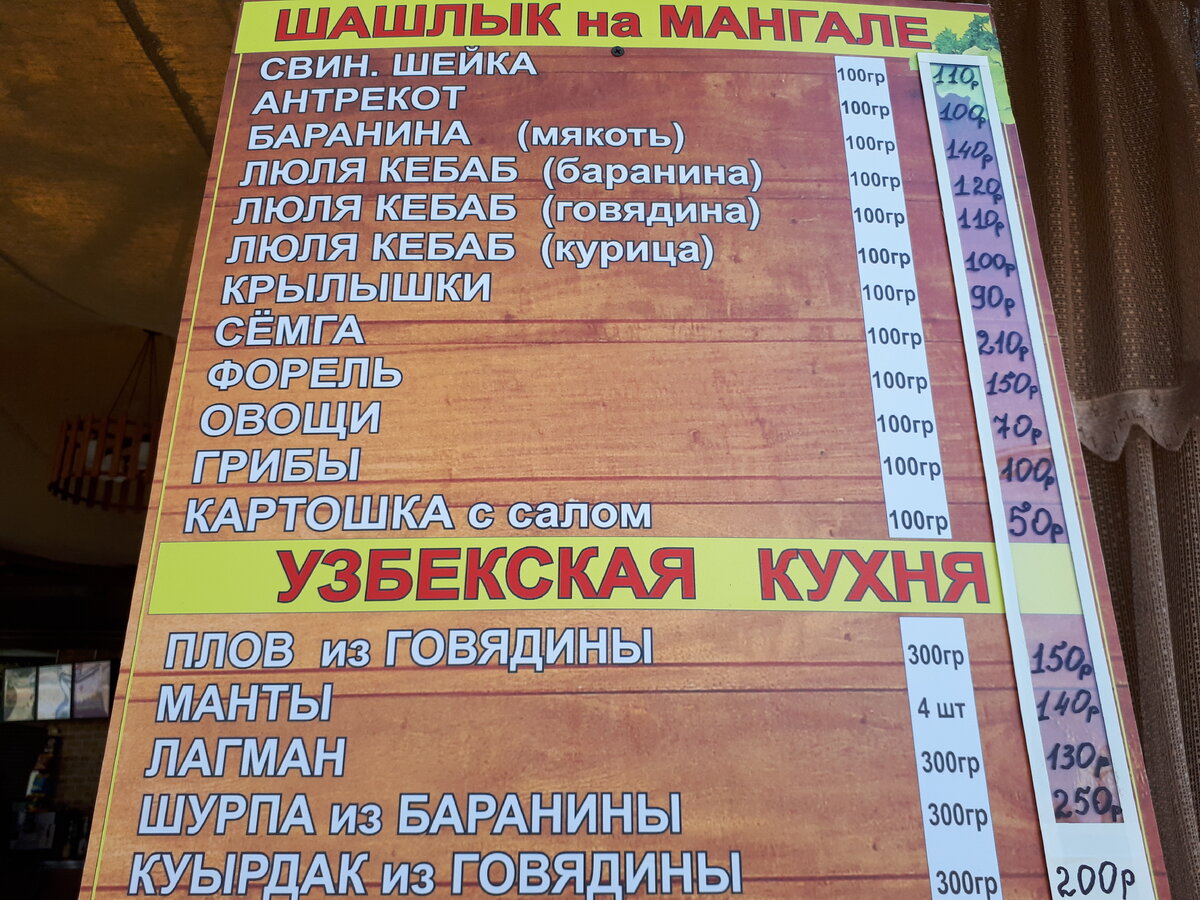 ШАШЛЫК на МАНГАЛЕ
СВИН. ШЕЙКА 100гр 110р
АНТРЕКОТ 100гр 100р
БАРАНИНА (мякоть) 100гр 140р
ЛЮЛЯ КЕБАБ (баранина) 100гр 120р
ЛЮЛЯ КЕБАБ (говядина) 100гр 110р
ЛЮЛЯ КЕБАБ (курица) 100гр 100р
КРЫЛЫШКИ 100гр 90р
СЁМГА 100гр 210р
ФОРЕЛЬ 100гр 150р
ОВОЩИ 100гр 70р
ГРИБЫ 100гр 100р
КАРТОШКА с салом 100гр 50р
УЗБЕКСКАЯ КУХНЯ
ПЛОВ из ГОВЯДИНЫ 300гр 150р
МАНТЫ 4 шт 140р
ЛАГМАН 300гр 130р
ШУРПА из БАРАНИНЫ 300гр 250р
КУЫРДАК из ГОВЯДИНЫ 300гр 200р